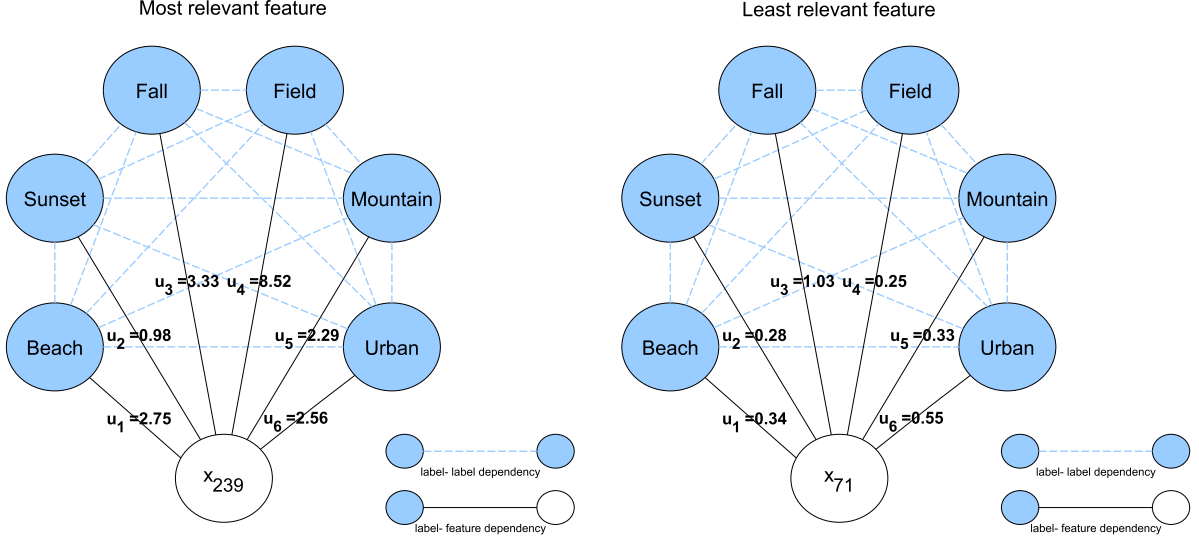 Most relevant feature
Fall
Field
Sunset
Mountain
u3 =3.33
u4 =8.52
u2 =0.98
u5 =2.29
Beach
Urban
u1 =2.75
u6 =2.56
x239
label- label dependency
label- feature dependency
Least relevant feature
Fall
Field
Sunset
Mountain
u3 =1.03
u4 =0.25
u2 =0.28
u5 =0.33
Beach
Urban
u1 =0.34
u6 =0.55
x71
label- label dependency
label- feature dependency